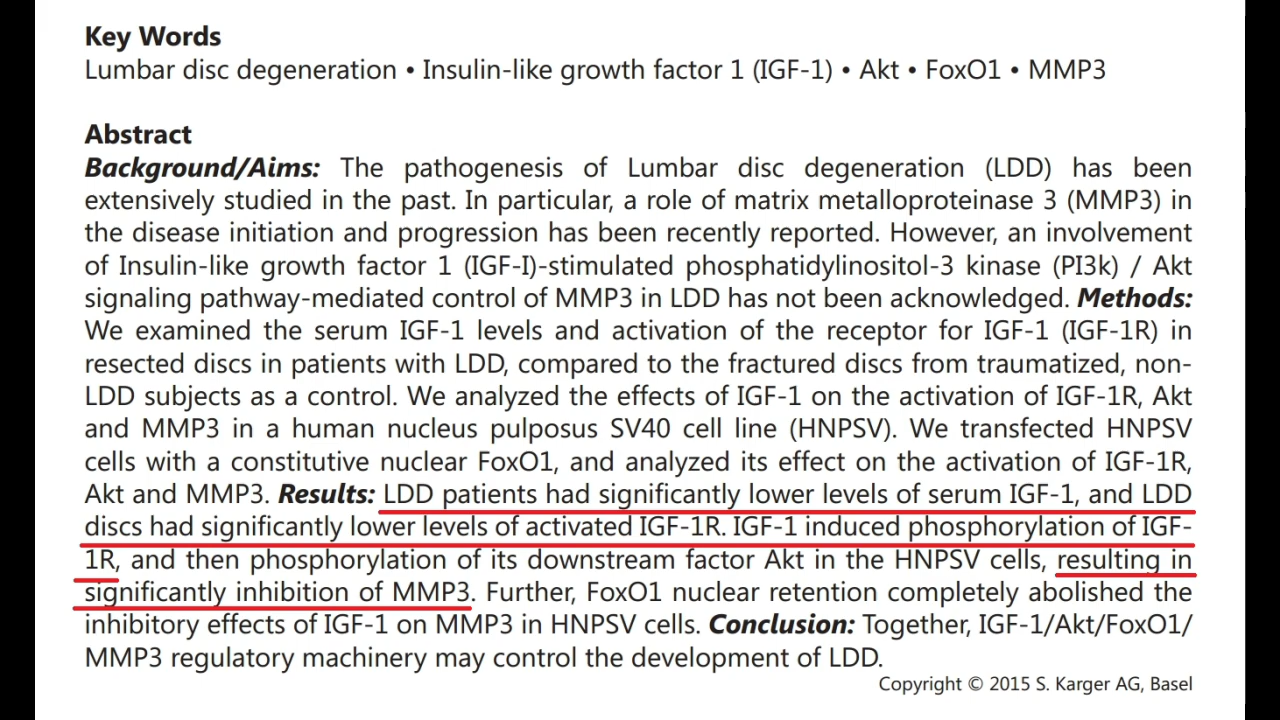 Key Words
Lumbar disc degeneration • Insulin-like growth factor 1 (IGF-1) • Akt • FoxO1 • MMP3
Abstract
Background/Aims: The pathogenesis of Lumbar disc degeneration (LDD) has been
extensively studied in the past. In particular, a role of matrix metalloproteinase 3 (MMP3) in
the disease initiation and progression has been recently reported. However, an involvement
of Insulin-like growth factor 1 (IGF-I)-stimulated phosphatidylinositol-3 kinase (PI3k) / Akt
signaling pathway-mediated control of MMP3 in LDD has not been acknowledged. Methods:
We examined the serum IGF-1 levels and activation of the receptor for IGF-1 (IGF-1R) in
resected discs in patients with LDD, compared to the fractured discs from traumatized, non-
LDD subjects as a control. We analyzed the effects of IGF-1 on the activation of IGF-1R, Akt
and MMP3 in a human nucleus pulposus SV40 cell line (HNPSV). We transfected HNPSV
cells with a constitutive nuclear FoxO1, and analyzed its effect on the activation of IGF-1R,
Akt and MMP3. Results: LDD patients had significantly lower levels of serum IGF-1, and LDD
discs had significantly lower levels of activated IGF-1R. IGF-1 induced phosphorylation of IGF-
1R, and then phosphorylation of its downstream factor Akt in the HNPSV cells, resulting in
significantly inhibition of MMP3. Further, FoxO1 nuclear retention completely abolished the
inhibitory effects of IGF-1 on MMP3 in HNPSV cells. Conclusion: Together, IGF-1/Akt/FoxO1/
MMP3 regulatory machinery may control the development of LDD.
Copyright © 2015 S. Karger AG, Basel